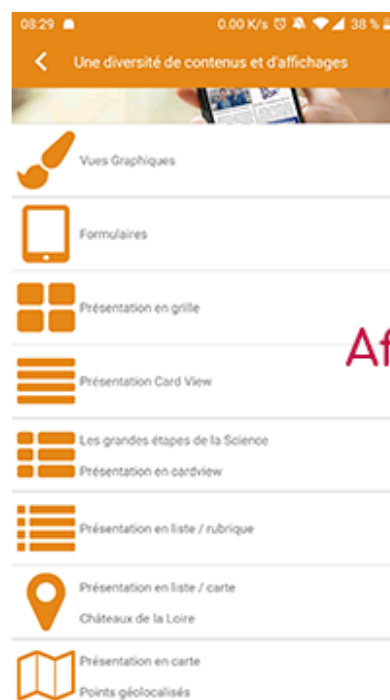 08:29 0.00 K/s 38 %
Une diversité de contenus et d'affichages
Vues Graphiques
Formulaires
Présentation en grille
Af
Présentation Card View
Les grandes étapes de la Science
Présentation en cardview
Présentation en liste / rubrique
Présentation en liste / carte
Châteaux de la Loire
Présentation en carte
Points géolocalisés